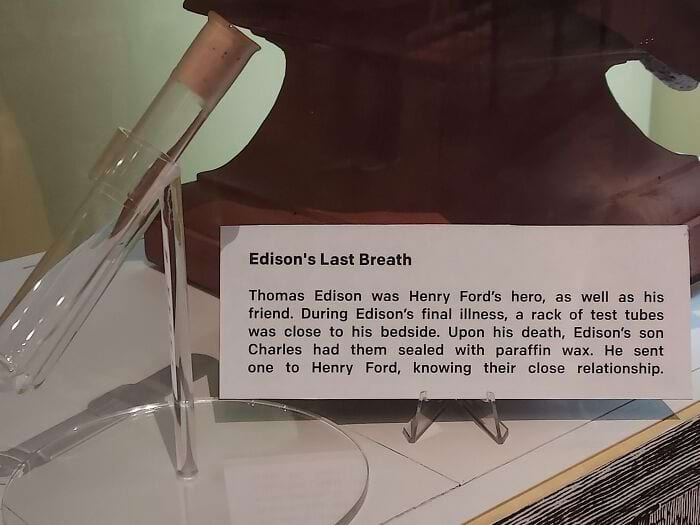 Edison's Last Breath
Thomas Edison was Henry Ford's hero, as well as his
friend. During Edison's final illness, a rack of test tubes
was close to his bedside. Upon his death, Edison's son
Charles had them sealed with paraffin wax. He sent
one to Henry Ford, knowing their close relationship.